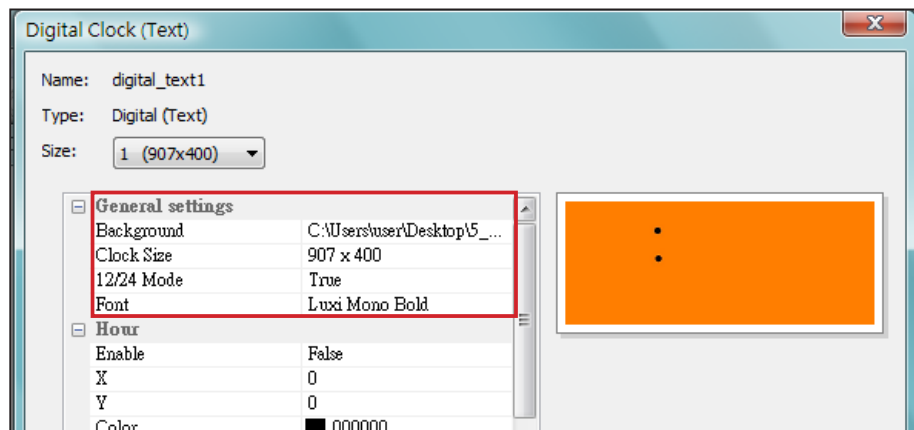 Digital Clock (Text)
Name: digital_text1
Type: Digital (Text)
Size: 1 (907x400)
General settings
Background C:\Users\user\Desktop\5_...
Clock Size 907 x 400
12/24 Mode True
Font Luxi Mono Bold
Hour
Enable False
X 0
Y 0
Color 000000